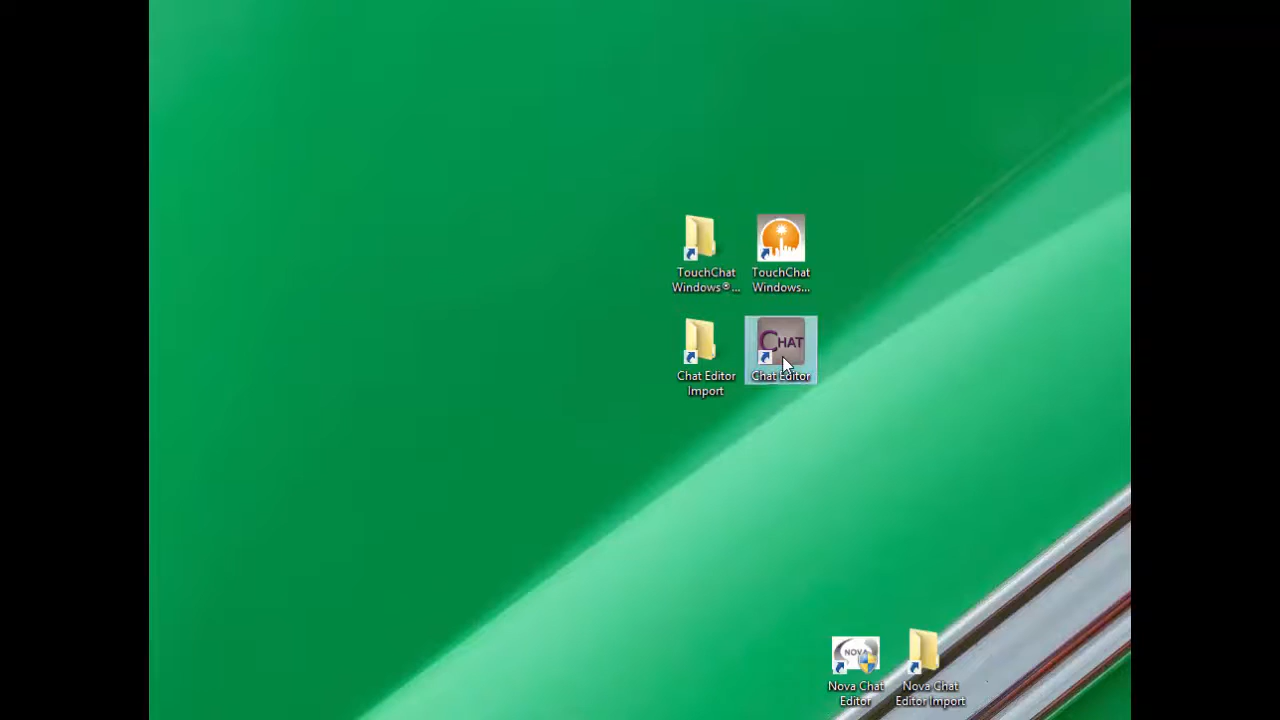 TouchChat
Windows®...
TouchChat
Windows...
CHAT
Chat Editor
Import
Chat Editor
NOVA
Nova Chat
Editor
Nova Chat
Editor Import